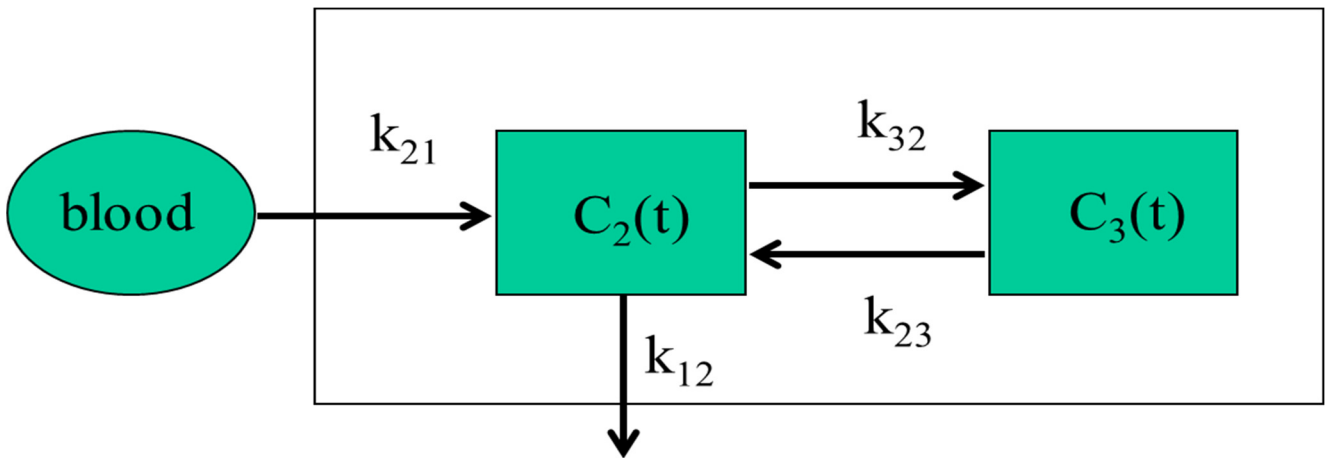 blood
k₂₁
C₂(t)
k₃₂
k₂₃
C₃(t)
k₁₂